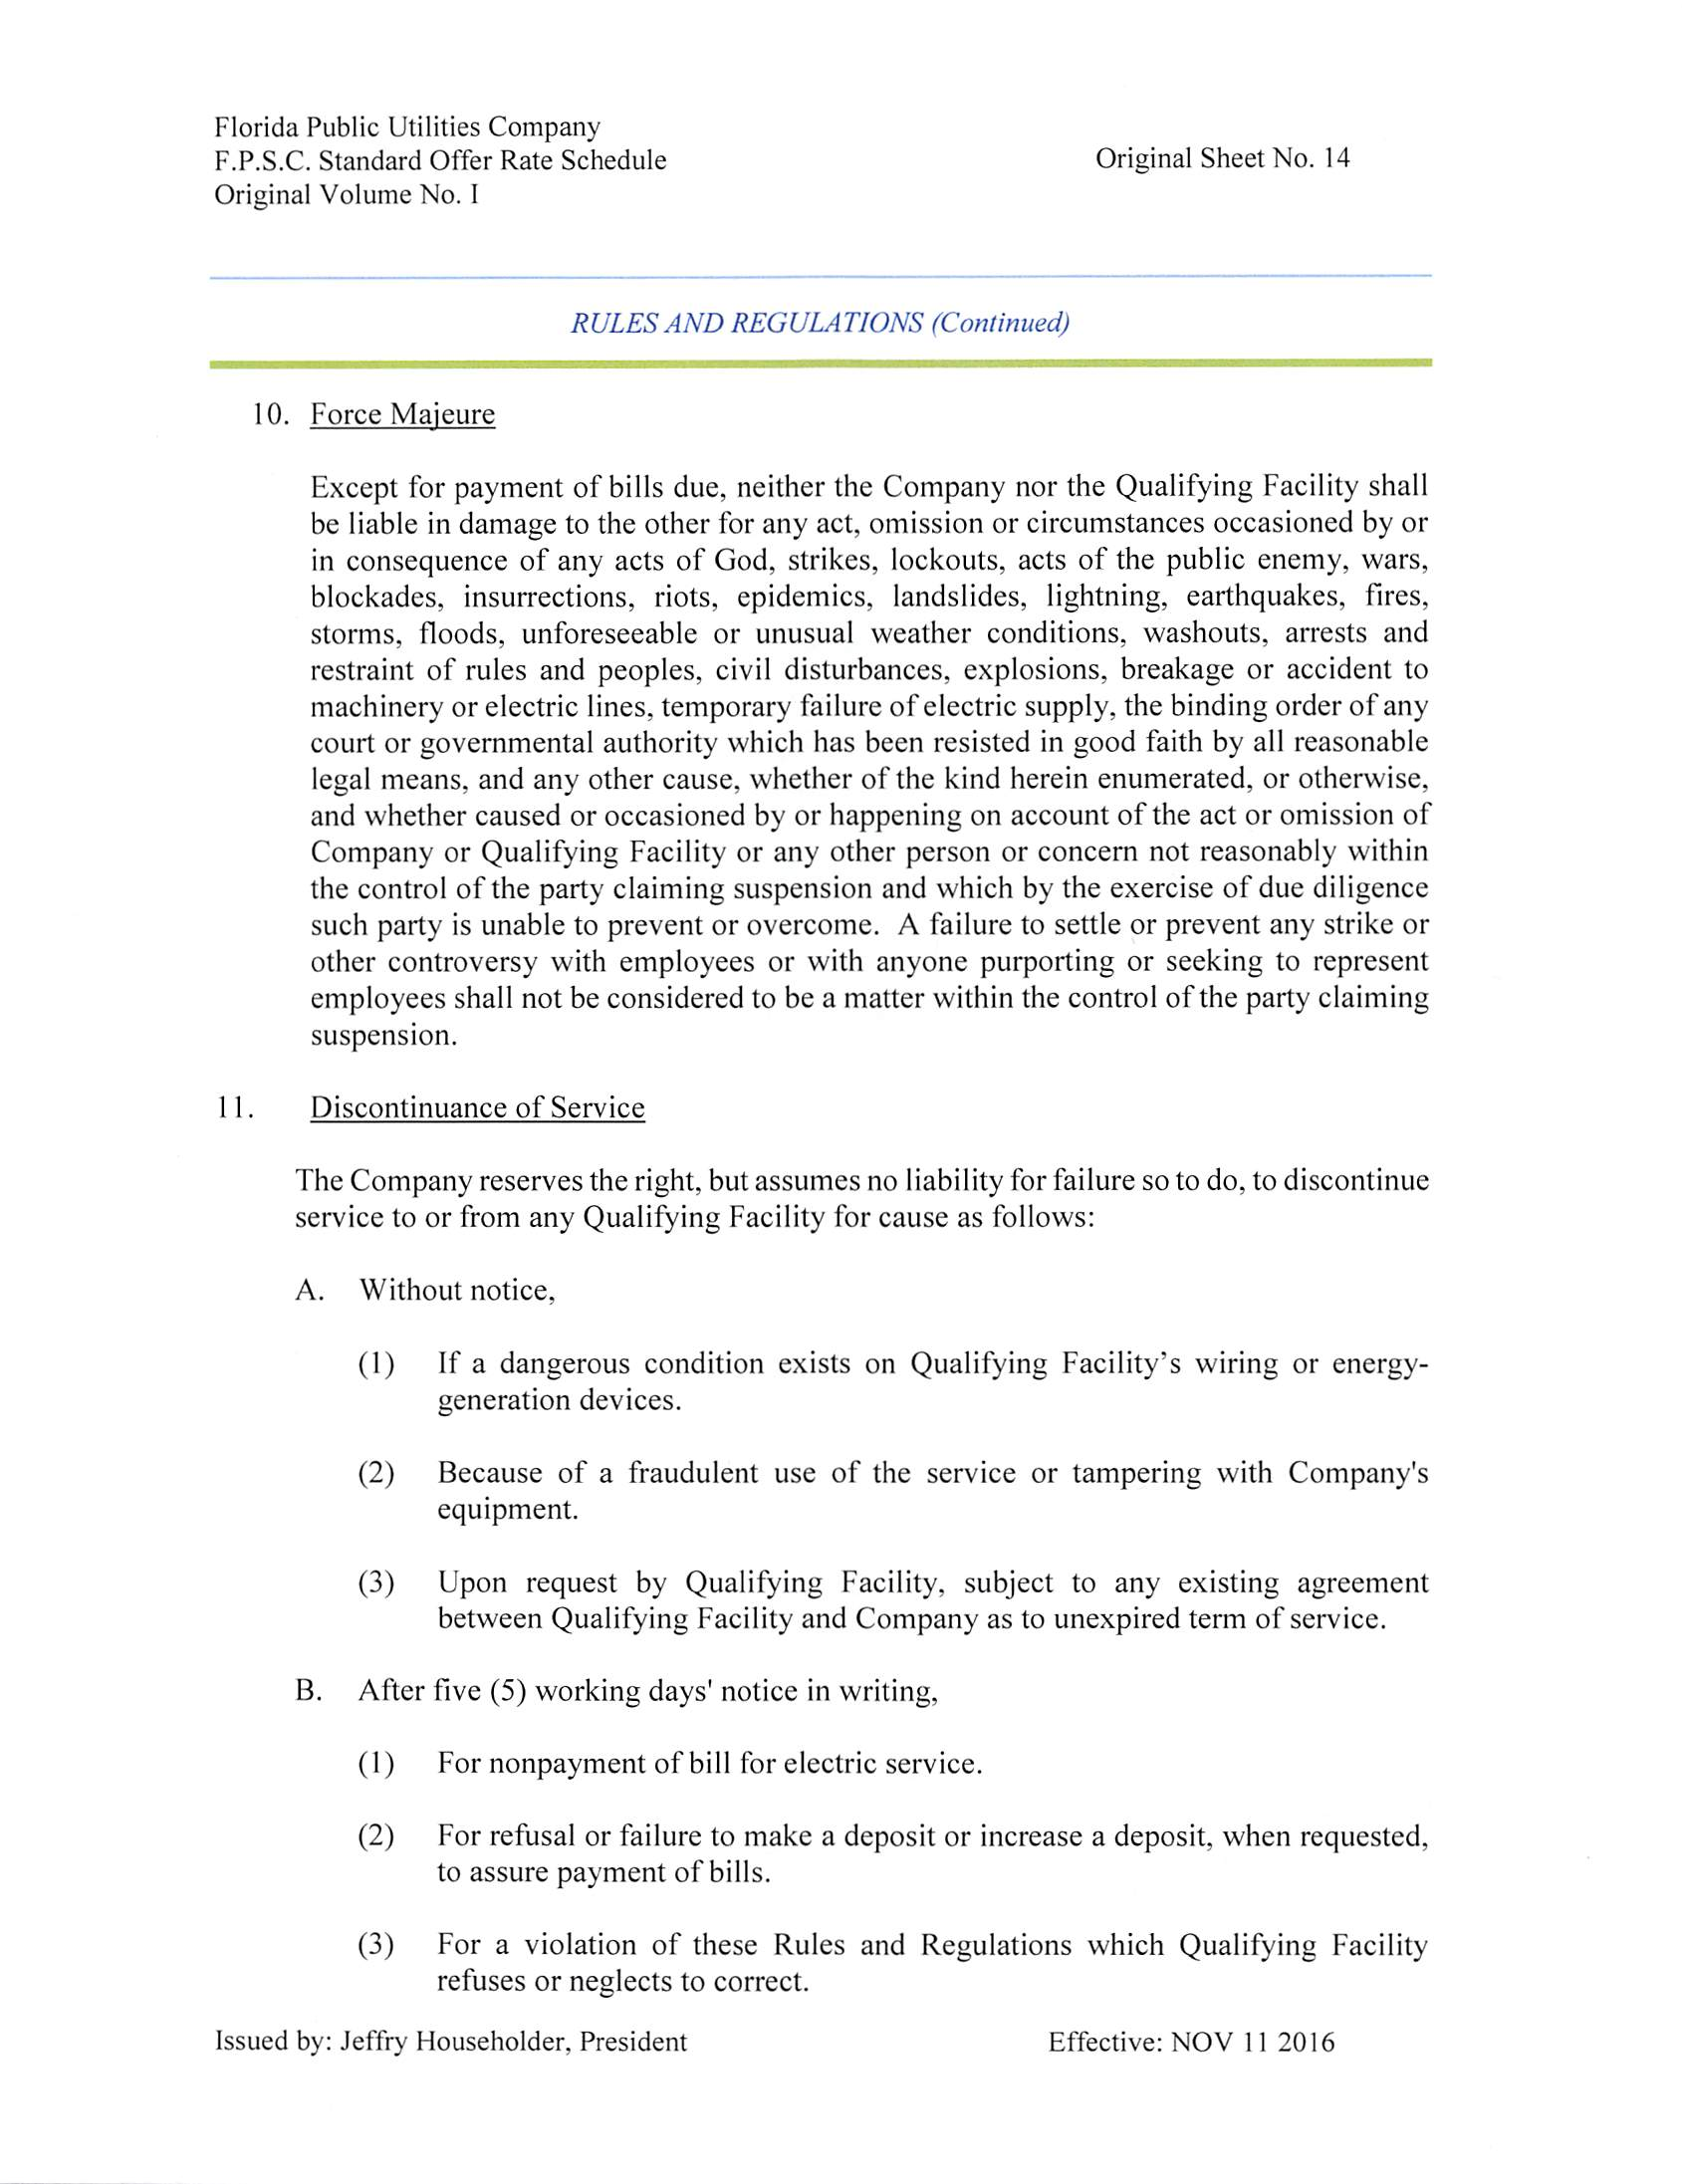 Florida Public Utilities Company
F.P.S.C. Standard Offer Rate Schedule
Original Sheet No. 14
Original Volume No. I
RULES AND REGULATIONS (Continued)
10. Force Majeure
Except for payment of bills due, neither the Company nor the Qualifying Facility shall
be liable in damage to the other for any act, omission or circumstances occasioned by or
in consequence of any acts of God, strikes, lockouts, acts of the public enemy, wars,
blockades, insurrections, riots, epidemics, landslides, lightning, earthquakes, fires,
storms, floods, unforeseeable or unusual weather conditions, washouts, arrests and
restraint of rules and peoples, civil disturbances, explosions, breakage or accident to
machinery or electric lines, temporary failure of electric supply, the binding order of any
court or governmental authority which has been resisted in good faith by all reasonable
legal means, and any other cause, whether of the kind herein enumerated, or otherwise,
and whether caused or occasioned by or happening on account of the act or omission of
Company or Qualifying Facility or any other person or concern not reasonably within
the control of the party claiming suspension and which by the exercise of due diligence
such party is unable to prevent or overcome. A failure to settle or prevent any strike or
other controversy with employees or with anyone purporting or seeking to represent
employees shall not be considered to be a matter within the control of the party claiming
suspension.
11. Discontinuance of Service
The Company reserves the right, but assumes no liability for failure so to do, to discontinue
service to or from any Qualifying Facility for cause as follows:
A. Without notice,
(1) If a dangerous condition exists on Qualifying Facility's wiring or energy-
generation devices.
(2) Because of a fraudulent use of the service or tampering with Company's
equipment.
(3) Upon request by Qualifying Facility, subject to any existing agreement
between Qualifying Facility and Company as to unexpired term of service.
B. After five (5) working days' notice in writing,
(1) For nonpayment of bill for electric service.
(2) For refusal or failure to make a deposit or increase a deposit, when requested,
to assure payment of bills.
(3) For a violation of these Rules and Regulations which Qualifying Facility
refuses or neglects to correct.
Issued by: Jeffry Householder, President Effective: NOV 11 2016